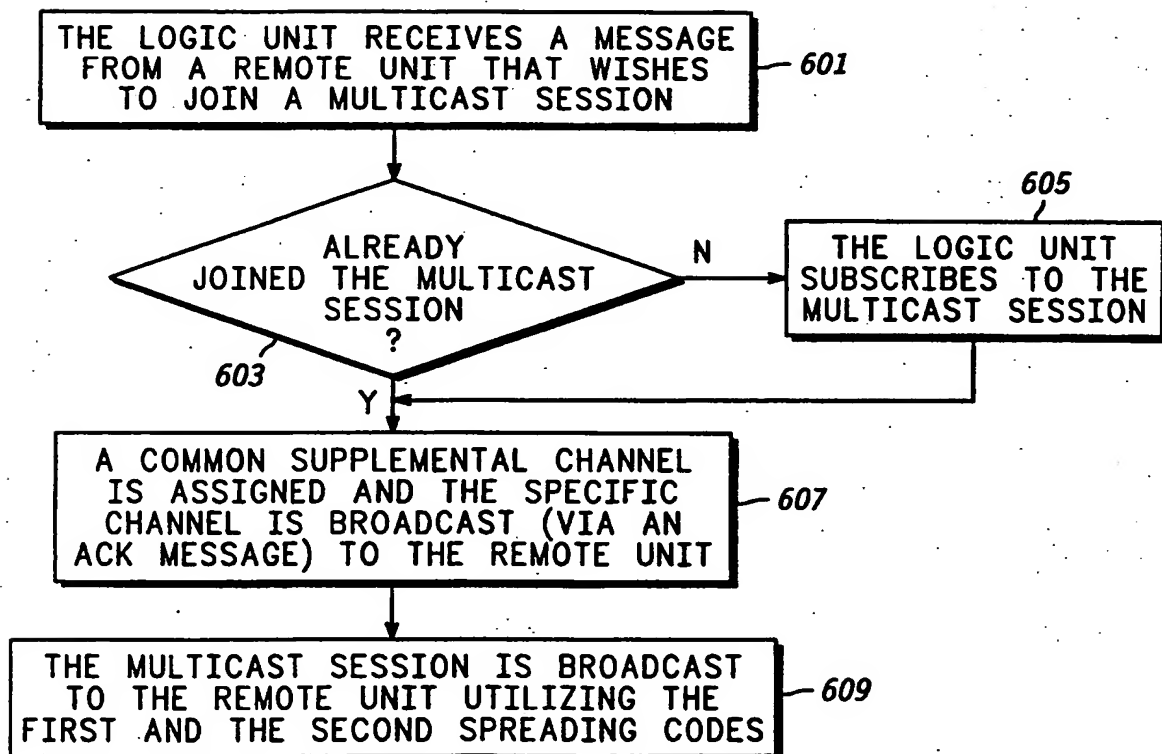 THE LOGIC UNIT RECEIVES A MESSAGE
FROM A REMOTE UNIT THAT WISHES
TO JOIN A MULTICAST SESSION
601
ALREADY
JOINED THE MULTICAST
SESSION
?
603
N
605
THE LOGIC UNIT
SUBSCRIBES TO THE
MULTICAST SESSION
Y
A COMMON SUPPLEMENTAL CHANNEL
IS ASSIGNED AND THE SPECIFIC
CHANNEL IS BROADCAST (VIA AN
ACK MESSAGE) TO THE REMOTE UNIT
607
THE MULTICAST SESSION IS BROADCAST
TO THE REMOTE UNIT UTILIZING THE
FIRST AND THE SECOND SPREADING CODES
609